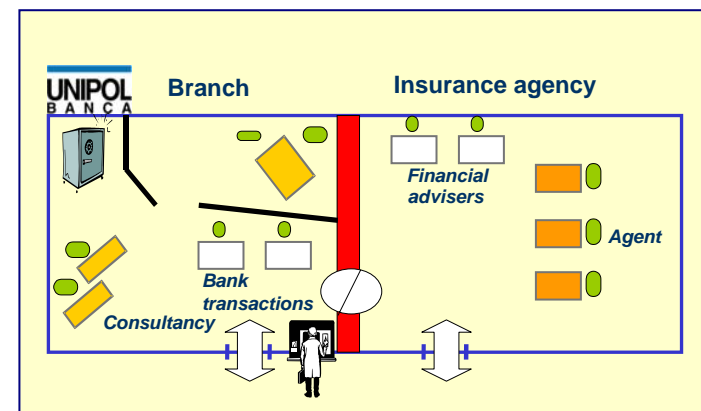 UNIPOL
BANCA
Branch
Insurance agency
Financial
advisers
Agent
Bank
transactions
Consultancy